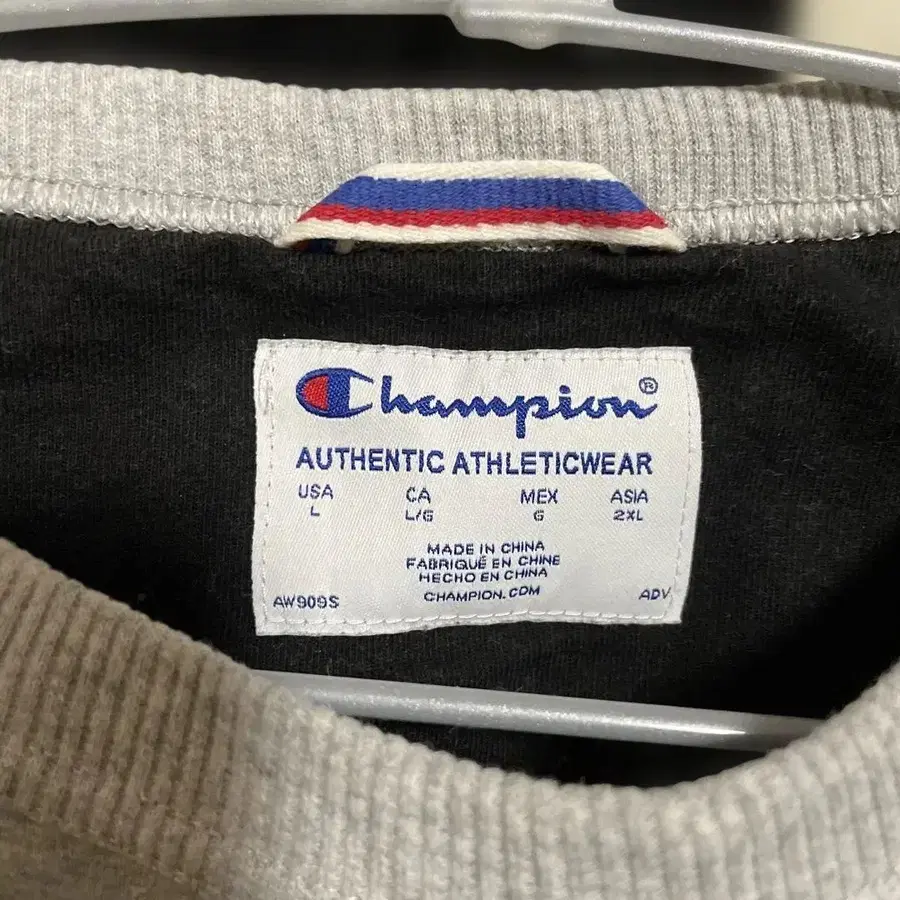 Champion®
AUTHENTIC ATHLETICWEAR
USA CA MEX ASIA
L L/G G 2XL
MADE IN CHINA
FABRIQUÉ EN CHINE
HECHO EN CHINA
AW909S CHAMPION.COM ADV